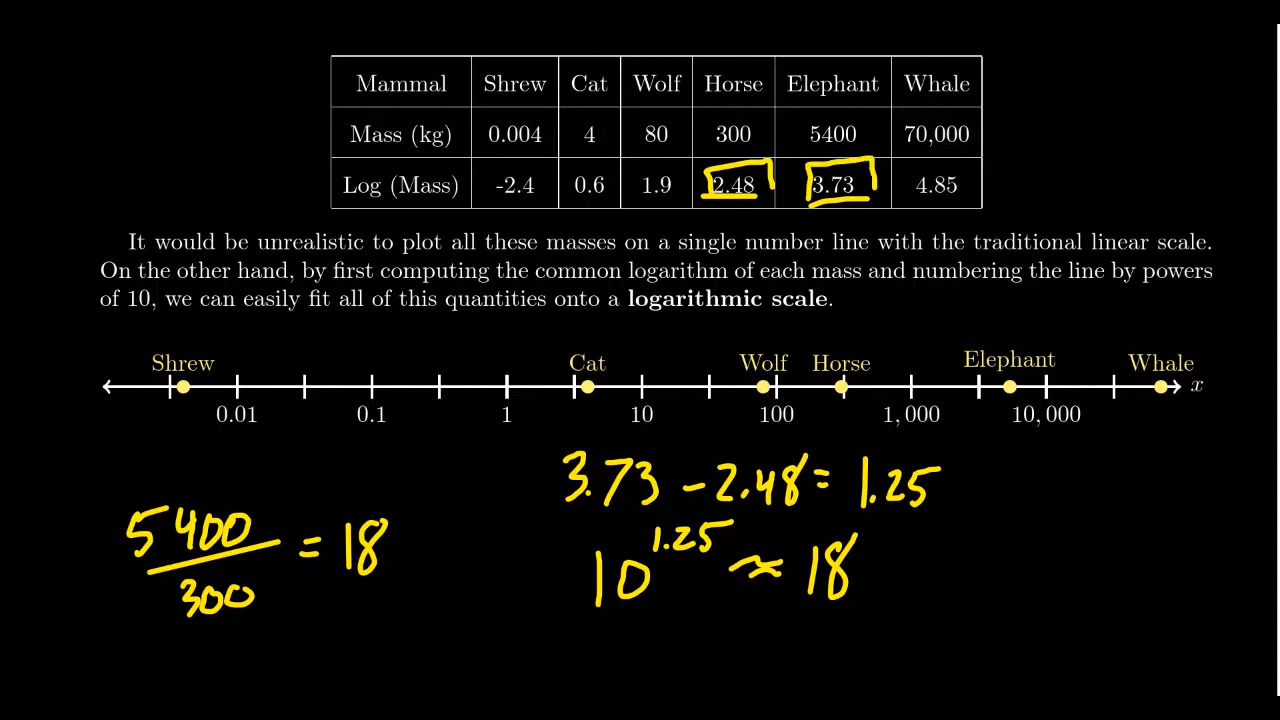 Mammal Shrew Cat Wolf Horse Elephant Whale
Mass (kg) 0.004 4 80 300 5400 70,000
Log (Mass) -2.4 0.6 1.9 2.48 3.73 4.85
It would be unrealistic to plot all these masses on a single number line with the traditional linear scale.
On the other hand, by first computing the common logarithm of each mass and numbering the line by powers
of 10, we can easily fit all of this quantities onto a logarithmic scale.
Shrew Cat Wolf Horse Elephant Whale
x
0.01 0.1 1 10 100 1,000 10,000
3.73 - 2.48 = 1.25
5400
300
= 18
10^1.25 ≈ 18